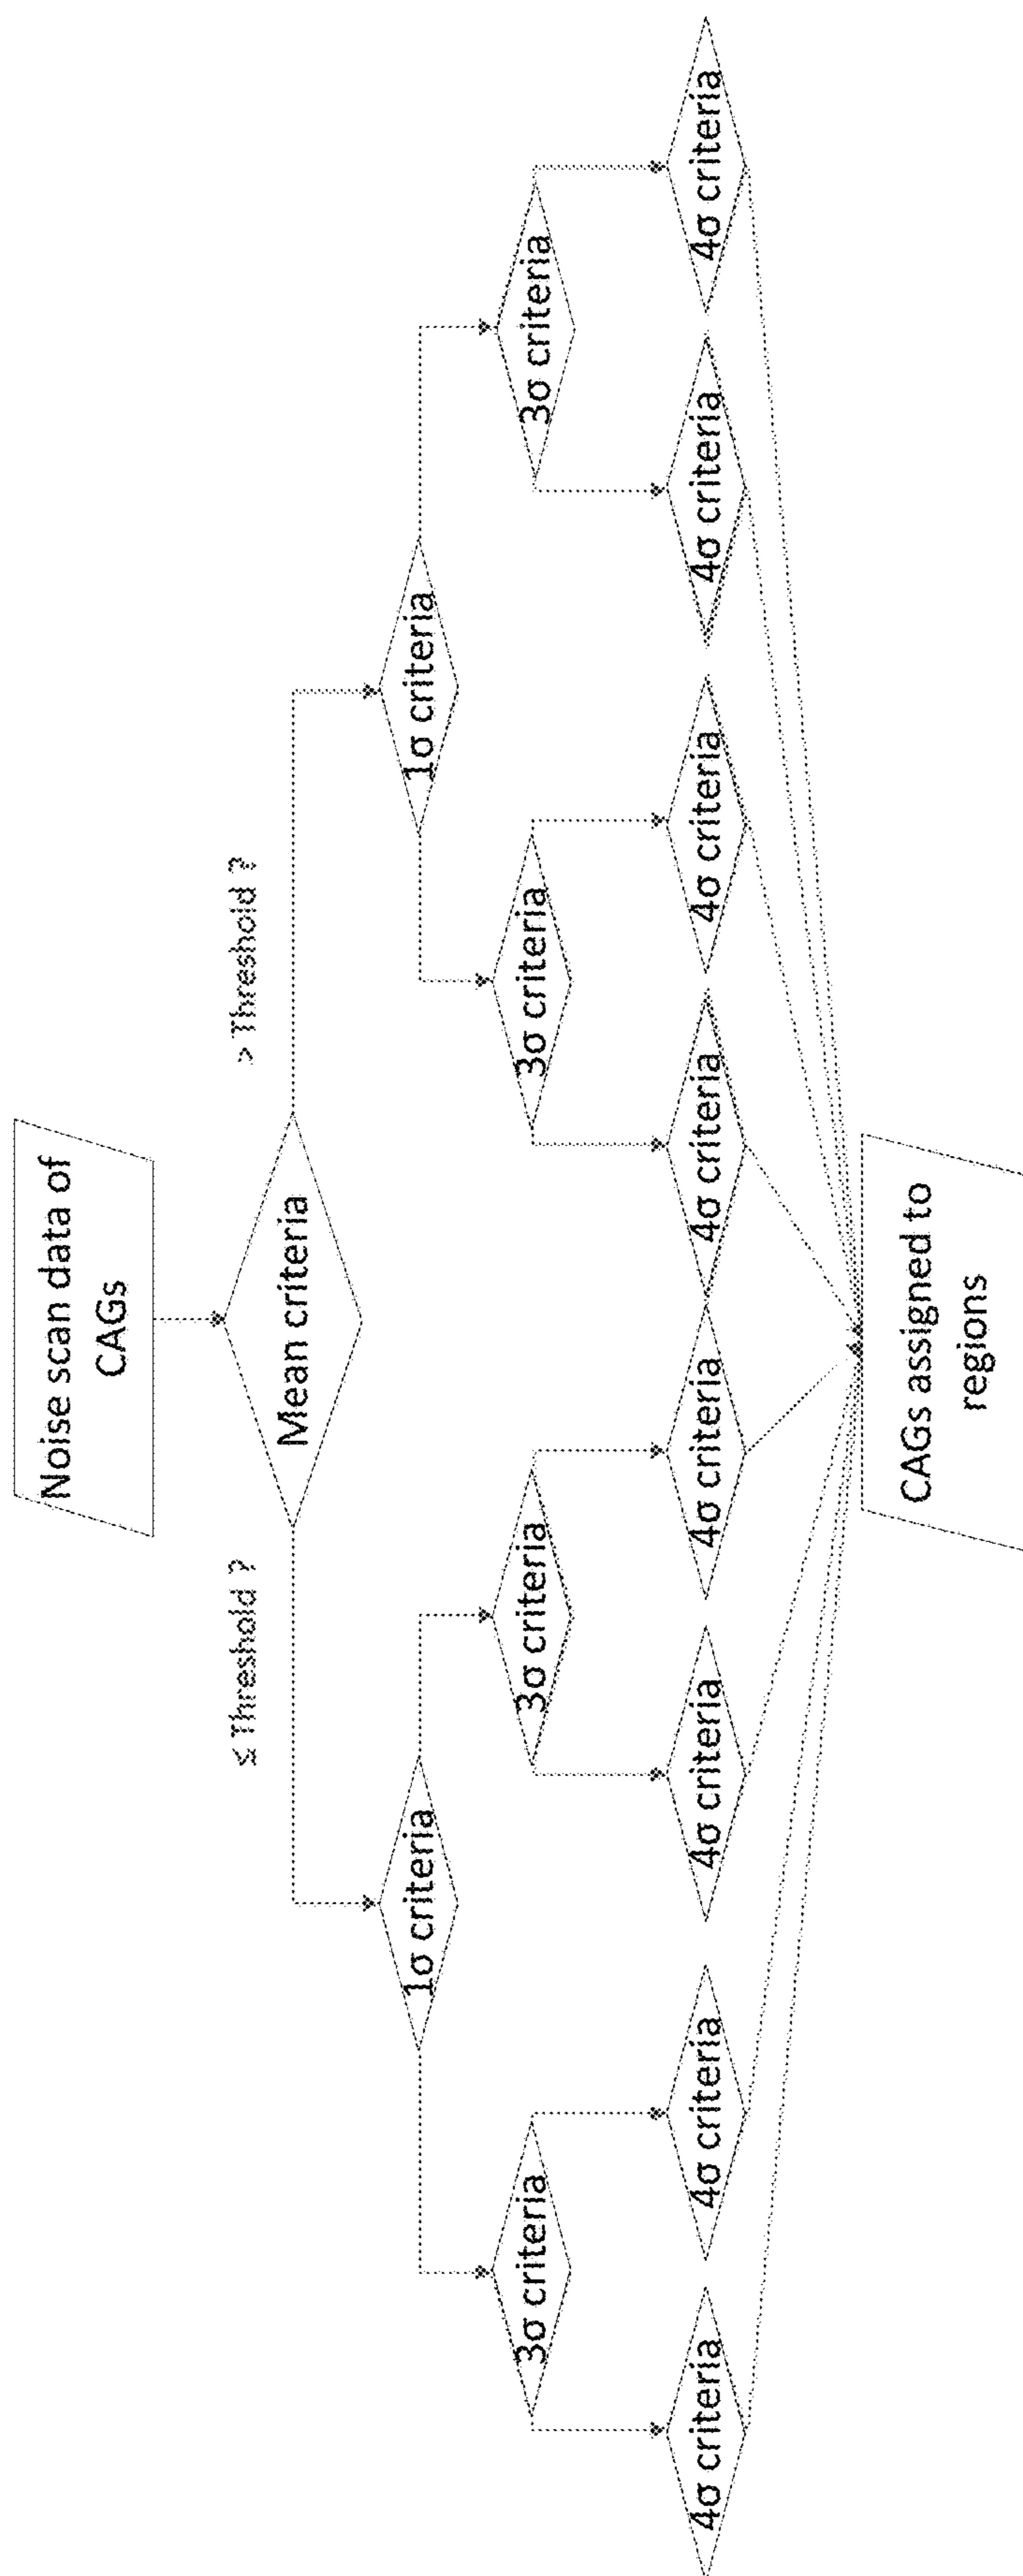 Noise scan data of
CAGs
≤ Threshold ?
> Threshold ?
Mean criteria
1σ criteria
1σ criteria
3σ criteria
3σ criteria
3σ criteria
3σ criteria
4σ criteria
4σ criteria
4σ criteria
4σ criteria
4σ criteria
4σ criteria
4σ criteria
4σ criteria
CAGs assigned to
regions